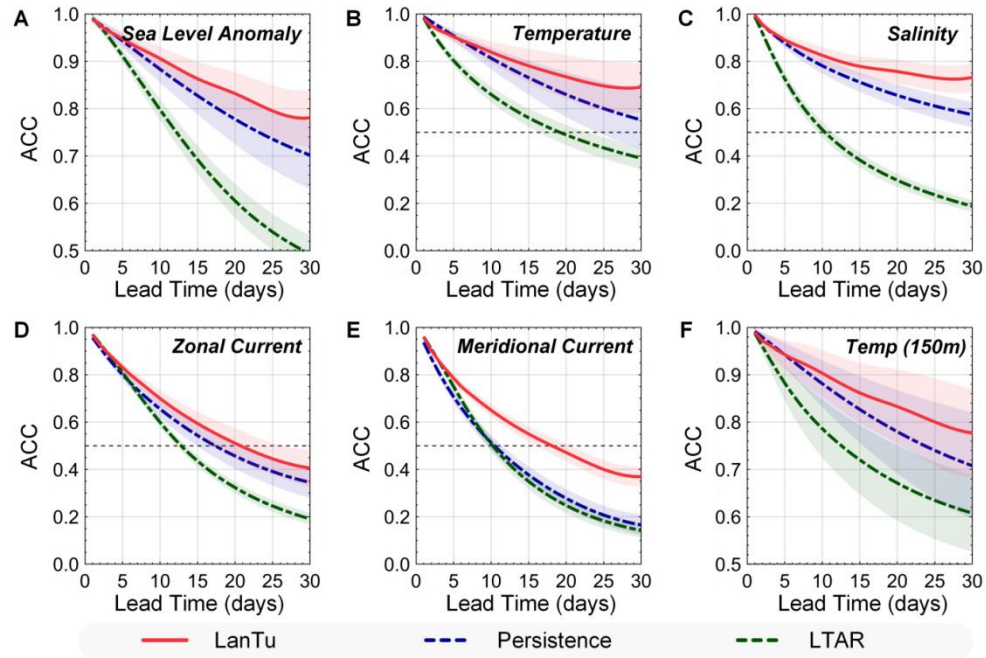 A
Sea Level Anomaly
ACC
1.0
0.9
0.8
0.7
0.6
0.5
0 5 10 15 20 25 30
Lead Time (days)
B
Temperature
ACC
1.0
0.8
0.6
0.4
0.2
0.0
0 5 10 15 20 25 30
Lead Time (days)
C
Salinity
ACC
1.0
0.8
0.6
0.4
0.2
0.0
0 5 10 15 20 25 30
Lead Time (days)
D
Zonal Current
ACC
1.0
0.8
0.6
0.4
0.2
0.0
0 5 10 15 20 25 30
Lead Time (days)
E
Meridional Current
ACC
1.0
0.8
0.6
0.4
0.2
0.0
0 5 10 15 20 25 30
Lead Time (days)
F
Temp (150m)
ACC
1.0
0.9
0.8
0.7
0.6
0.5
0 5 10 15 20 25 30
Lead Time (days)
LanTu Persistence LTAR